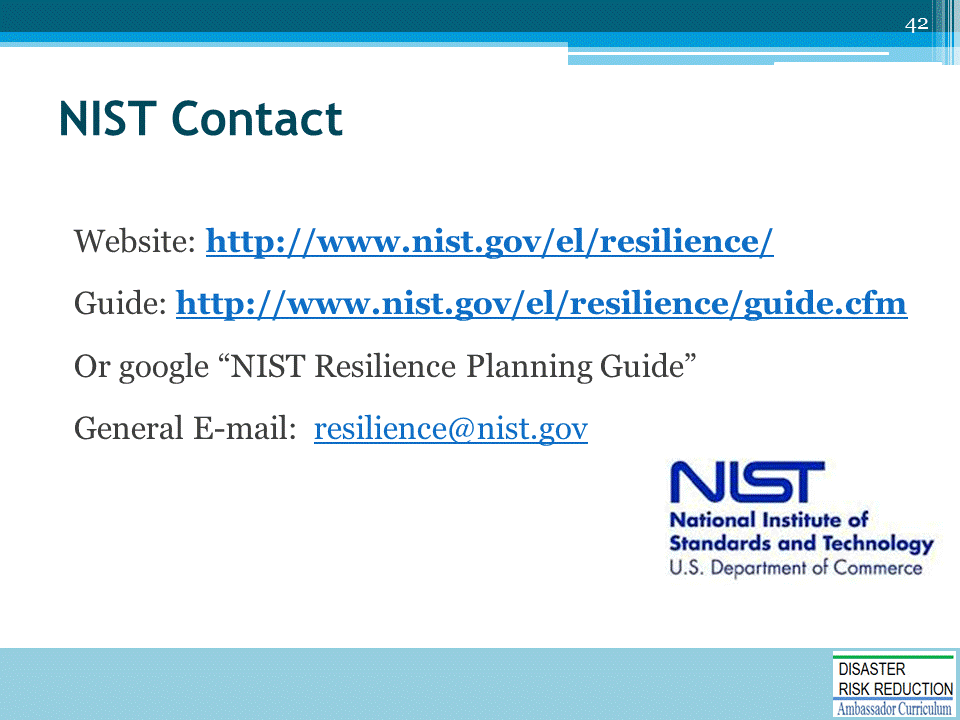 42
NIST Contact
Website: http://www.nist.gov/el/resilience/
Guide: http://www.nist.gov/el/resilience/guide.cfm
Or google “NIST Resilience Planning Guide”
General E-mail: resilience@nist.gov
NIST
National Institute of
Standards and Technology
U.S. Department of Commerce
DISASTER
RISK REDUCTION
Ambassador Curriculum